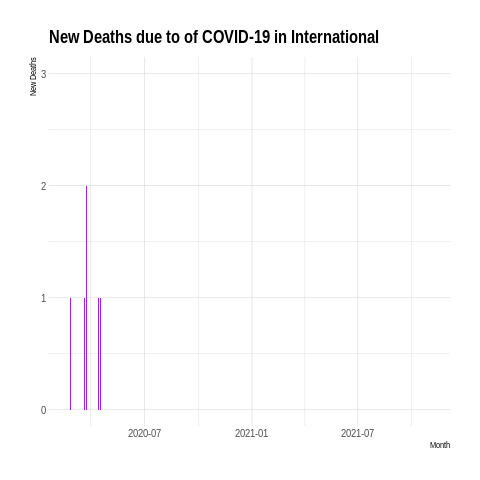 New Deaths due to of COVID-19 in International
New Deaths
3
2
1
0
2020-07 2021-01 2021-07
Month